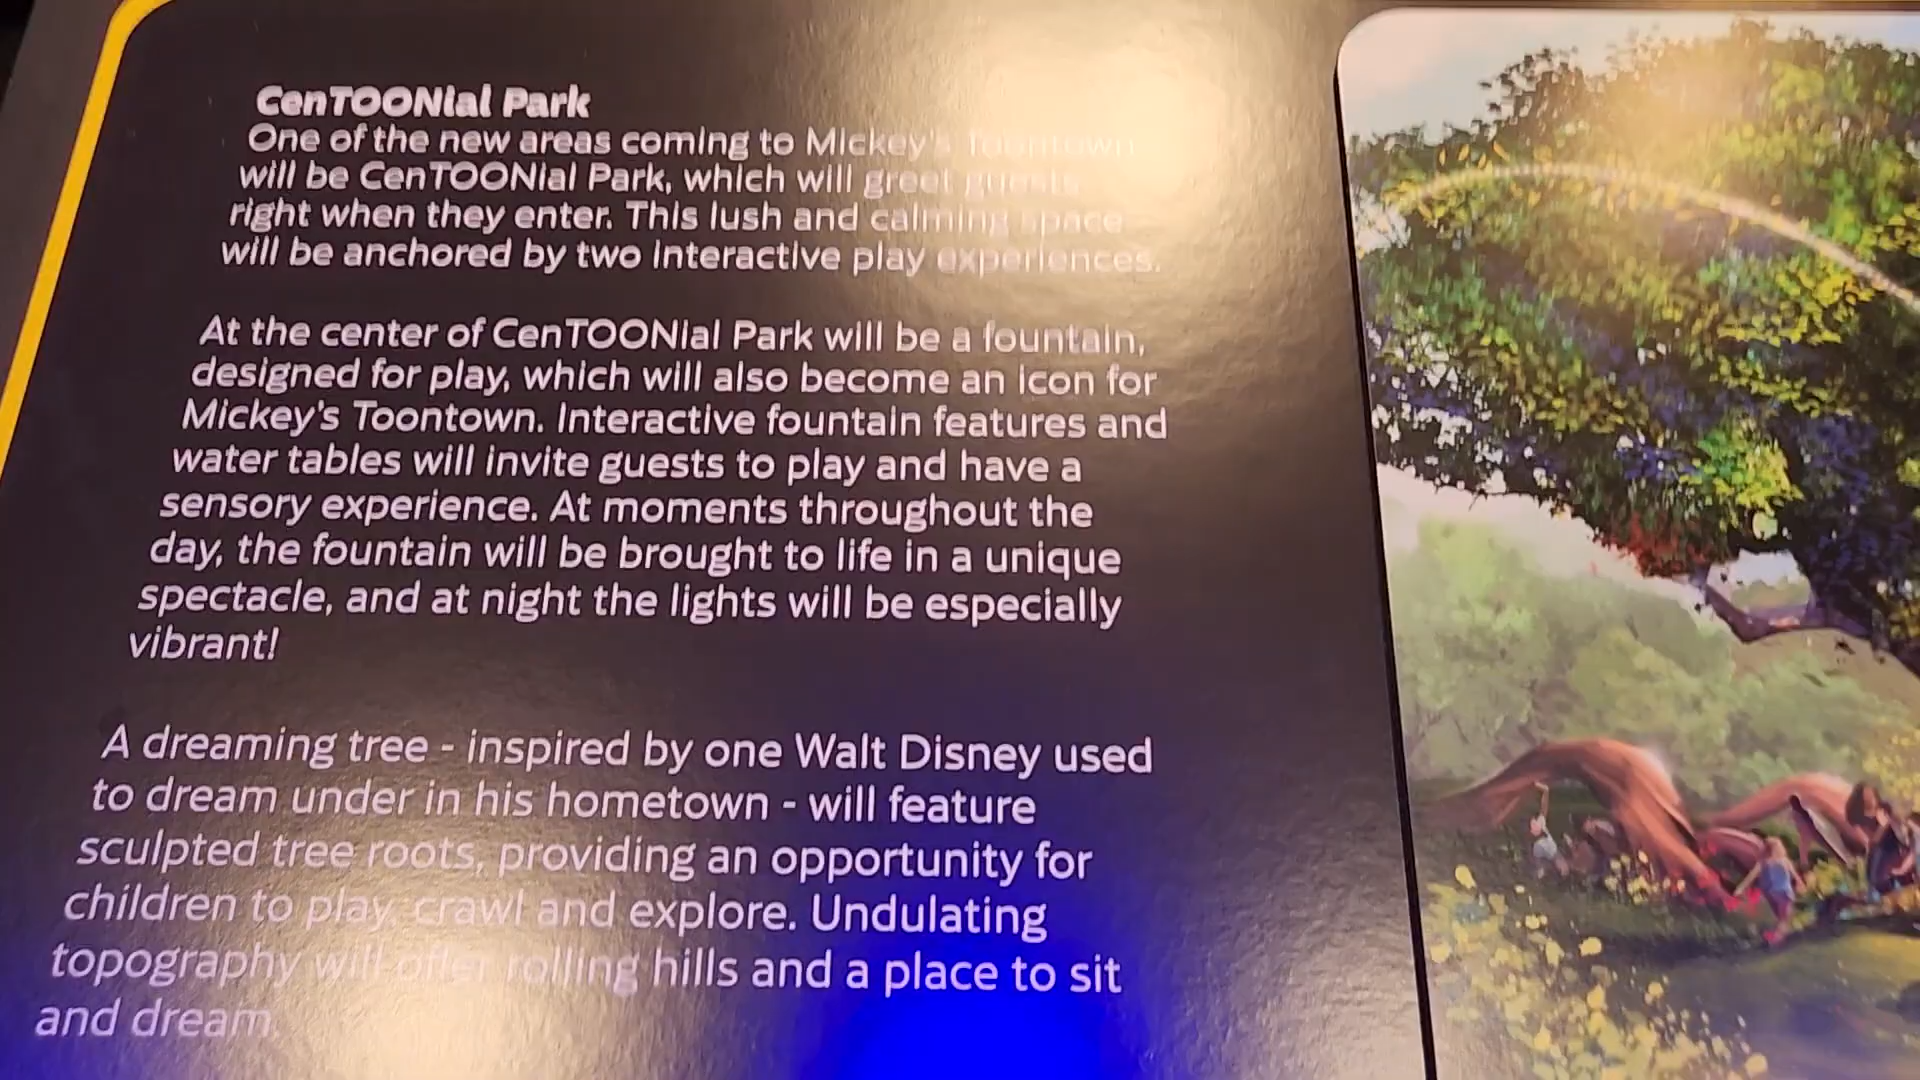 CenTOONial Park
One of the new areas coming to Mickey's Toontown
will be CenTOONial Park, which will greet guests
right when they enter. This lush and calming space
will be anchored by two interactive play experiences.
At the center of CenTOONial Park will be a fountain,
designed for play, which will also become an icon for
Mickey's Toontown. Interactive fountain features and
water tables will invite guests to play and have a
sensory experience. At moments throughout the
day, the fountain will be brought to life in a unique
spectacle, and at night the lights will be especially
vibrant!
A dreaming tree - inspired by one Walt Disney used
to dream under in his hometown - will feature
sculpted tree roots, providing an opportunity for
children to play, crawl and explore. Undulating
topography will offer rolling hills and a place to sit
and dream.